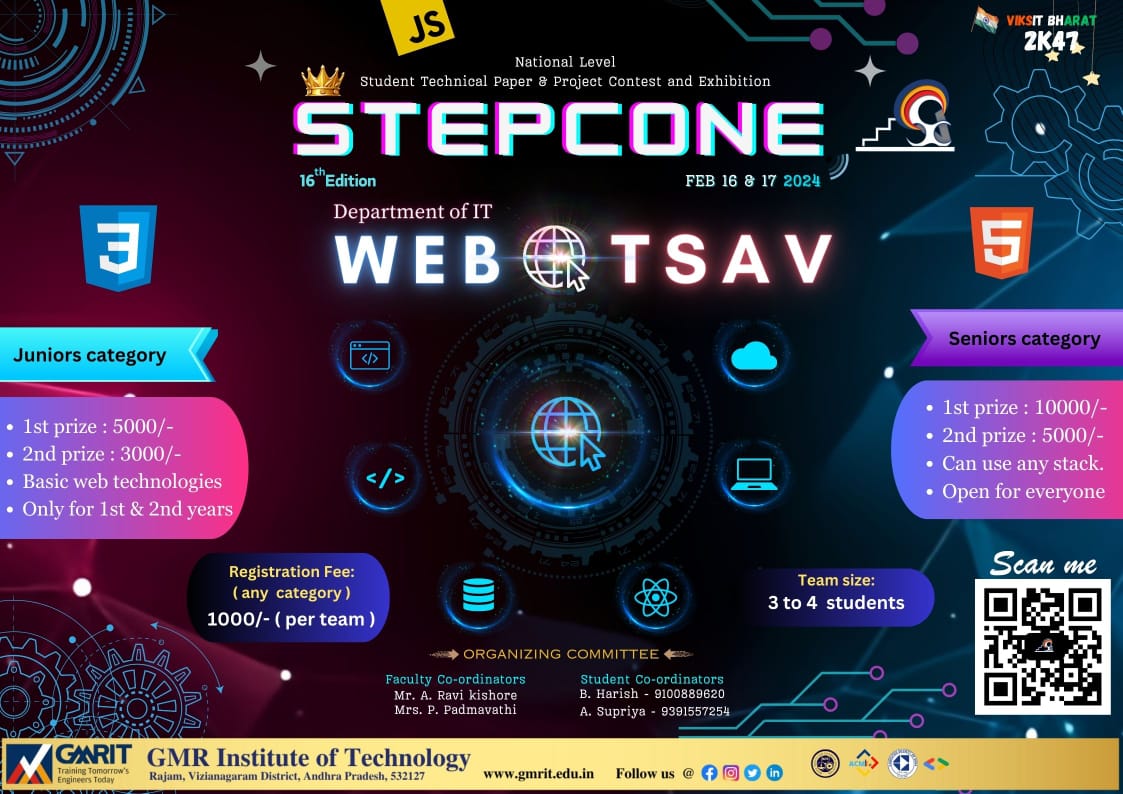 JS
VIKSIT BHARAT
2K47
National Level
Student Technical Paper & Project Contest and Exhibition
STEPCONE
16th Edition
FEB 16 & 17 2024
Department of IT
WEB TSAV
3
5
Juniors category
• 1st prize : 5000/-
• 2nd prize : 3000/-
• Basic web technologies
• Only for 1st & 2nd years
Seniors category
• 1st prize : 10000/-
• 2nd prize : 5000/-
• Can use any stack.
• Open for everyone
</>
</>
Registration Fee:
( any category )
1000/- ( per team )
Team size:
3 to 4 students
Scan me
ORGANIZING COMMITTEE
Faculty Co-ordinators
Mr. A. Ravi kishore
Mrs. P. Padmavathi
Student Co-ordinators
B. Harish - 9100889620
A. Supriya - 9391557254
GMRIT
Training Tomorrow's
Engineers Today
GMR Institute of Technology
Rajam, Vizianagaram District, Andhra Pradesh, 532127
www.gmrit.edu.in
Follow us @